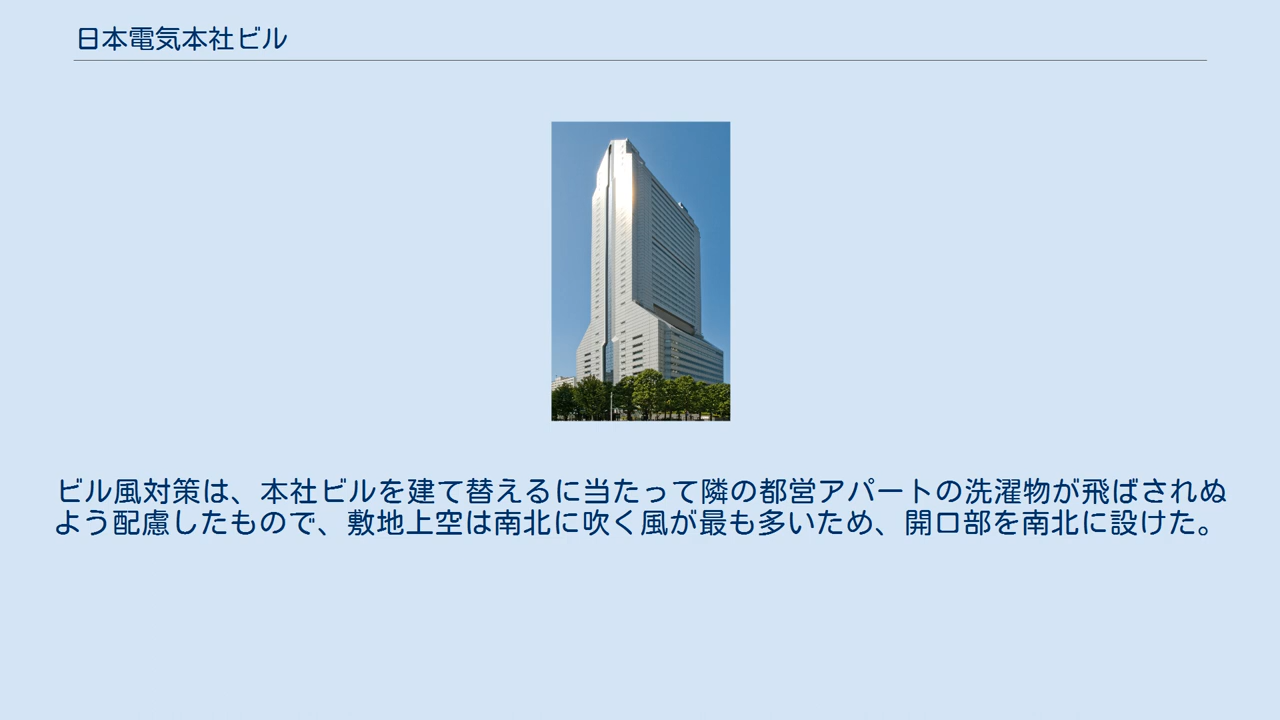 日本電気本社ビル
ビル風対策は、本社ビルを建て替えるに当たって隣の都営アパートの洗濯物が飛ばされぬ
よう配慮したもので、敷地上空は南北に吹く風が最も多いため、開口部を南北に設けた。